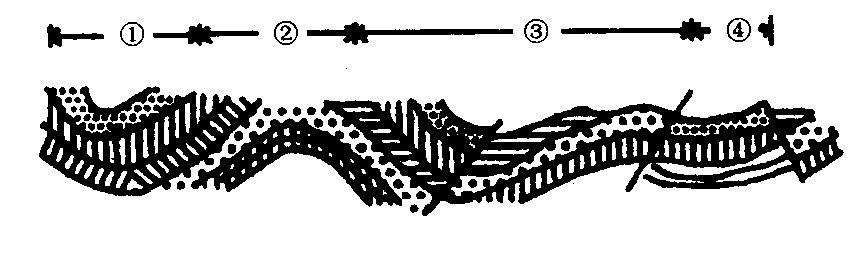 ① ② ③ ④